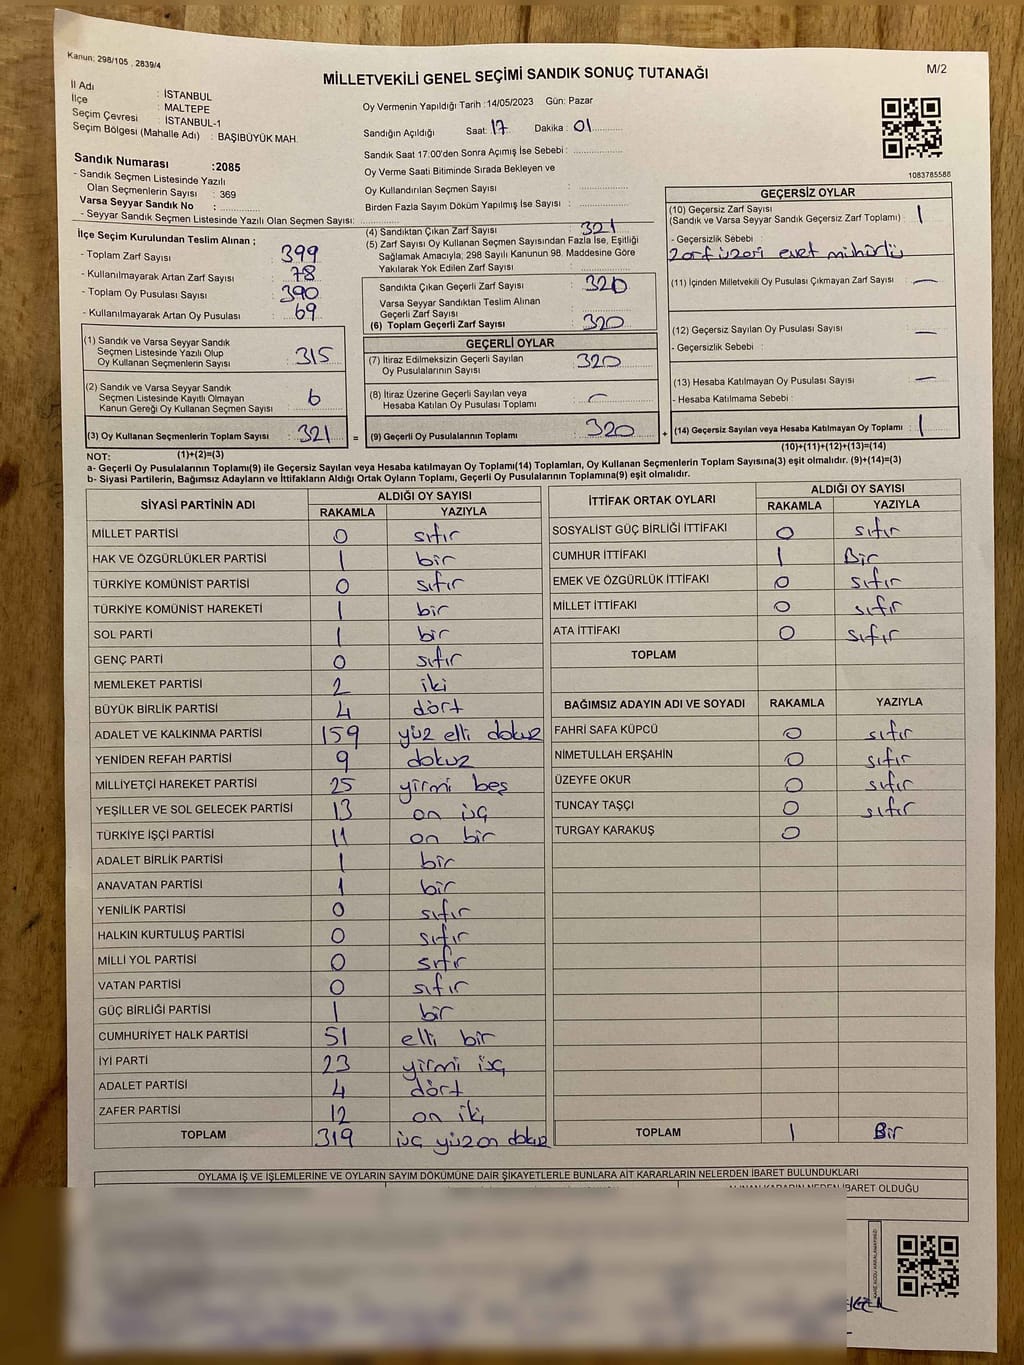 Kanun: 298/105 , 2839/4
MİLLETVEKİLİ GENEL SEÇİMİ SANDIK SONUÇ TUTANAĞI
M/2
İl Adı : İSTANBUL
İlçe : MALTEPE
Seçim Çevresi : İSTANBUL-1
Seçim Bölgesi (Mahalle Adı) : BAŞIBÜYÜK MAH.
Oy Vermenin Yapıldığı Tarih :14/05/2023 Gün: Pazar
Sandığın Açıldığı Saat: 17 Dakika : 01
Sandık Saat 17:00'den Sonra Açımış İse Sebebi :
Oy Verme Saati Bitiminde Sırada Bekleyen ve
Oy Kullandırılan Seçmen Sayısı :
Birden Fazla Sayım Döküm Yapılmış İse Sayısı :
1083785588
Sandık Numarası :2085
- Sandık Seçmen Listesinde Yazılı
Olan Seçmenlerin Sayısı : 369
Varsa Seyyar Sandık No :
- Seyyar Sandık Seçmen Listesinde Yazılı Olan Seçmen Sayısı:
İlçe Seçim Kurulundan Teslim Alınan ;
- Toplam Zarf Sayısı : 399
- Kullanılmayarak Artan Zarf Sayısı : 78
- Toplam Oy Pusulası Sayısı : 390
- Kullanılmayarak Artan Oy Pusulası : 69
(1) Sandık ve Varsa Seyyar Sandık
Seçmen Listesinde Yazılı Olup
Oy Kullanan Seçmenlerin Sayısı : 315
(2) Sandık ve Varsa Seyyar Sandık
Seçmen Listesinde Kayıtlı Olmayan
Kanun Gereği Oy Kullanan Seçmen Sayısı : 6
(3) Oy Kullanan Seçmenlerin Toplam Sayısı : 321
(1)+(2)=(3)
(4) Sandıktan Çıkan Zarf Sayısı : 321
(5) Zarf Sayısı Oy Kullanan Seçmen Sayısından Fazla İse, Eşitliği
Sağlamak Amacıyla; 298 Sayılı Kanunun 98. Maddesine Göre
Yakılarak Yok Edilen Zarf Sayısı :
Sandıkta Çıkan Geçerli Zarf Sayısı : 320
Varsa Seyyar Sandıktan Teslim Alınan
Geçerli Zarf Sayısı :
(6) Toplam Geçerli Zarf Sayısı : 320
GEÇERLİ OYLAR
(7) İtiraz Edilmeksizin Geçerli Sayılan
Oy Pusulalarının Sayısı : 320
(8) İtiraz Üzerine Geçerli Sayılan veya
Hesaba Katılan Oy Pusulası Toplamı : –
= (9) Geçerli Oy Pusulalarının Toplamı : 320
GEÇERSİZ OYLAR
(10) Geçersiz Zarf Sayısı
(Sandık ve Varsa Seyyar Sandık Geçersiz Zarf Toplamı) : 1
- Geçersizlik Sebebi :
zarf üzeri evet mühürlü
(11) İçinden Milletvekili Oy Pusulası Çıkmayan Zarf Sayısı : –
(12) Geçersiz Sayılan Oy Pusulası Sayısı : –
- Geçersizlik Sebebi :
(13) Hesaba Katılmayan Oy Pusulası Sayısı : –
- Hesaba Katılmama Sebebi :
+ (14) Geçersiz Sayılan veya Hesaba Katılmayan Oy Toplamı : 1
(10)+(11)+(12)+(13)=(14)
NOT:
a- Geçerli Oy Pusulalarının Toplamı(9) ile Geçersiz Sayılan veya Hesaba katılmayan Oy Toplamı(14) Toplamları, Oy Kullanan Seçmenlerin Toplam Sayısına(3) eşit olmalıdır. (9)+(14)=(3)
b- Siyasi Partilerin, Bağımsız Adayların ve İttifakların Aldığı Ortak Oyların Toplamı, Geçerli Oy Pusulalarının Toplamına(9) eşit olmalıdır.
SİYASİ PARTİNİN ADI ALDIĞI OY SAYISI
RAKAMLA YAZIYLA
MİLLET PARTİSİ 0 sıfır
HAK VE ÖZGÜRLÜKLER PARTİSİ 1 bir
TÜRKİYE KOMÜNİST PARTİSİ 0 sıfır
TÜRKİYE KOMÜNİST HAREKETİ 1 bir
SOL PARTİ 1 bir
GENÇ PARTİ 0 sıfır
MEMLEKET PARTİSİ 2 iki
BÜYÜK BİRLİK PARTİSİ 4 dört
ADALET VE KALKINMA PARTİSİ 159 yüz elli dokuz
YENİDEN REFAH PARTİSİ 9 dokuz
MİLLİYETÇİ HAREKET PARTİSİ 25 yirmi beş
YEŞİLLER VE SOL GELECEK PARTİSİ 13 on üç
TÜRKİYE İŞÇİ PARTİSİ 11 on bir
ADALET BİRLİK PARTİSİ 1 bir
ANAVATAN PARTİSİ 1 bir
YENİLİK PARTİSİ 0 sıfır
HALKIN KURTULUŞ PARTİSİ 0 sıfır
MİLLİ YOL PARTİSİ 0 sıfır
VATAN PARTİSİ 0 sıfır
GÜÇ BİRLİĞİ PARTİSİ 1 bir
CUMHURİYET HALK PARTİSİ 51 elli bir
İYİ PARTİ 23 yirmi üç
ADALET PARTİSİ 4 dört
ZAFER PARTİSİ 12 on iki
TOPLAM 319 üç yüz on dokuz
İTTİFAK ORTAK OYLARI ALDIĞI OY SAYISI
RAKAMLA YAZIYLA
SOSYALİST GÜÇ BİRLİĞİ İTTİFAKI 0 sıfır
CUMHUR İTTİFAKI 1 Bir
EMEK VE ÖZGÜRLÜK İTTİFAKI 0 sıfır
MİLLET İTTİFAKI 0 sıfır
ATA İTTİFAKI 0 sıfır
TOPLAM
BAĞIMSIZ ADAYIN ADI VE SOYADI RAKAMLA YAZIYLA
FAHRİ SAFA KÜPCÜ 0 sıfır
NİMETULLAH ERŞAHİN 0 sıfır
ÜZEYFE OKUR 0 sıfır
TUNCAY TAŞÇI 0 sıfır
TURGAY KARAKUŞ 0
TOPLAM 1 Bir
OYLAMA İŞ VE İŞLEMLERİNE VE OYLARIN SAYIM DÖKÜMÜNE DAİR ŞİKAYETLERLE BUNLARA AİT KARARLARIN NELERDEN İBARET BULUNDUKLARI
ALINAN KARARIN NEDEN İBARET OLDUĞU